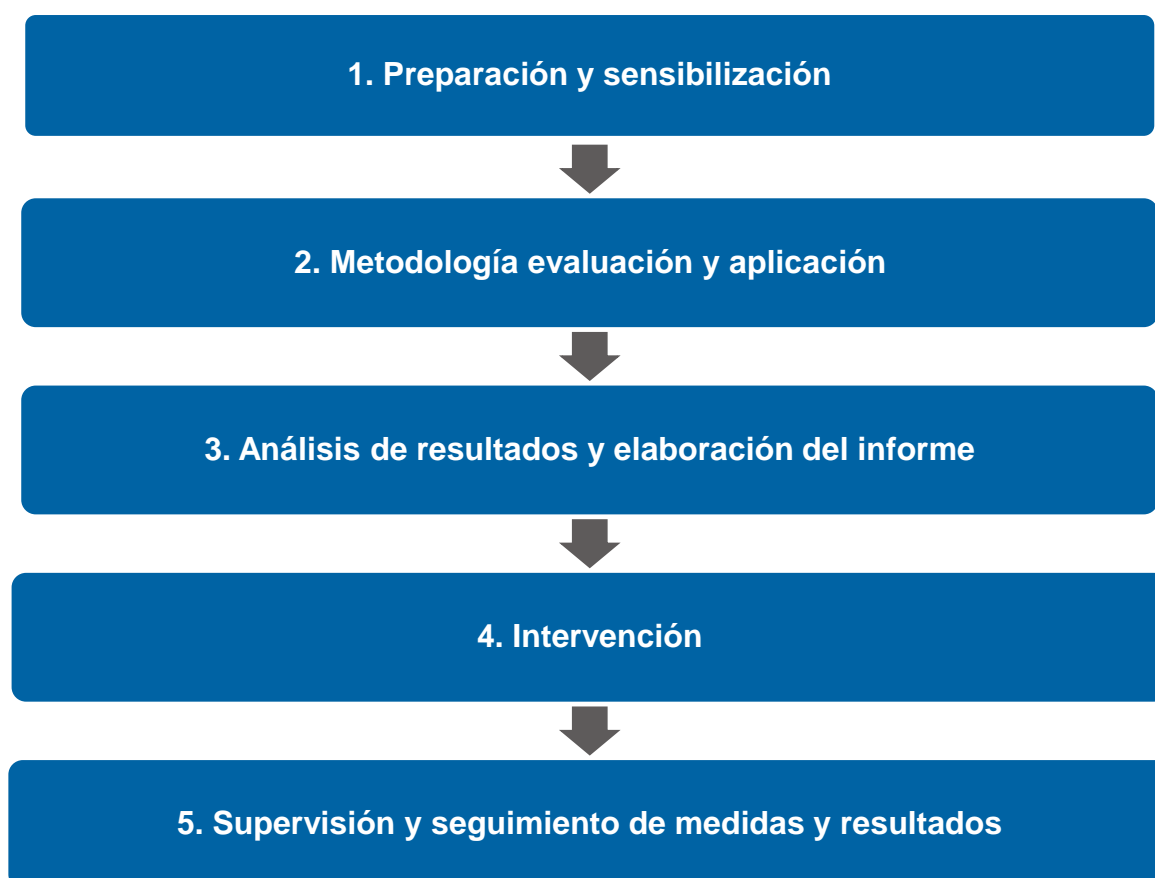 1. Preparación y sensibilización
2. Metodología evaluación y aplicación
3. Análisis de resultados y elaboración del informe
4. Intervención
5. Supervisión y seguimiento de medidas y resultados